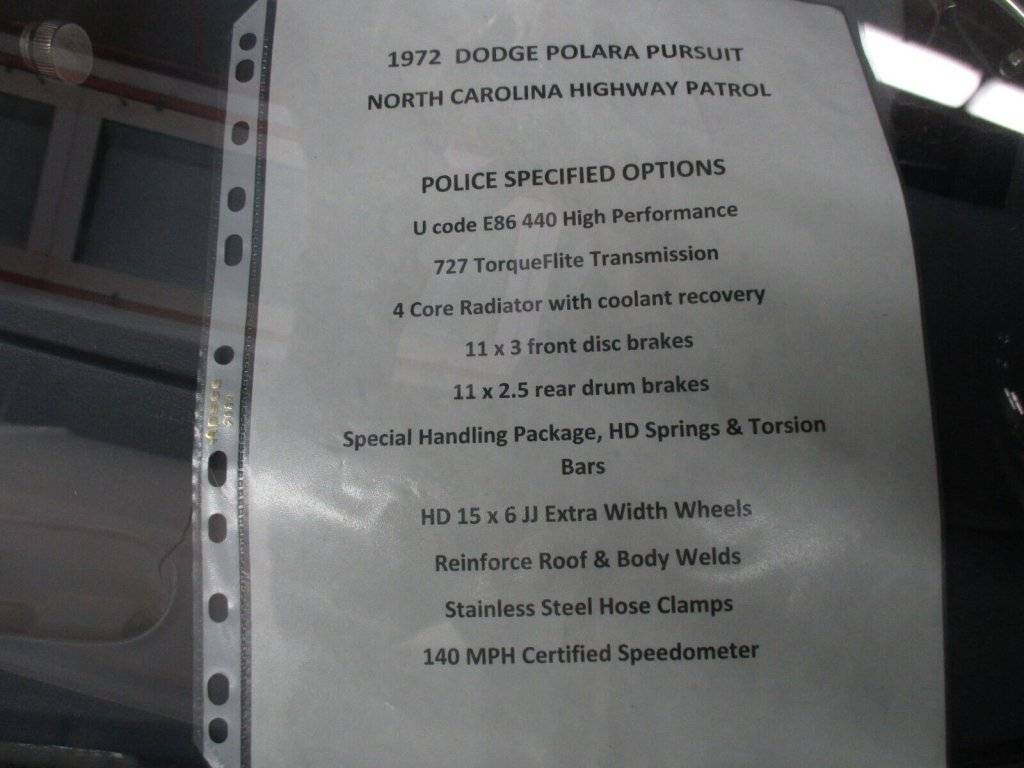 1972 DODGE POLARA PURSUIT
NORTH CAROLINA HIGHWAY PATROL
POLICE SPECIFIED OPTIONS
U code E86 440 High Performance
727 TorqueFlite Transmission
4 Core Radiator with coolant recovery
11 x 3 front disc brakes
11 x 2.5 rear drum brakes
Special Handling Package, HD Springs & Torsion
Bars
HD 15 x 6 JJ Extra Width Wheels
Reinforce Roof & Body Welds
Stainless Steel Hose Clamps
140 MPH Certified Speedometer